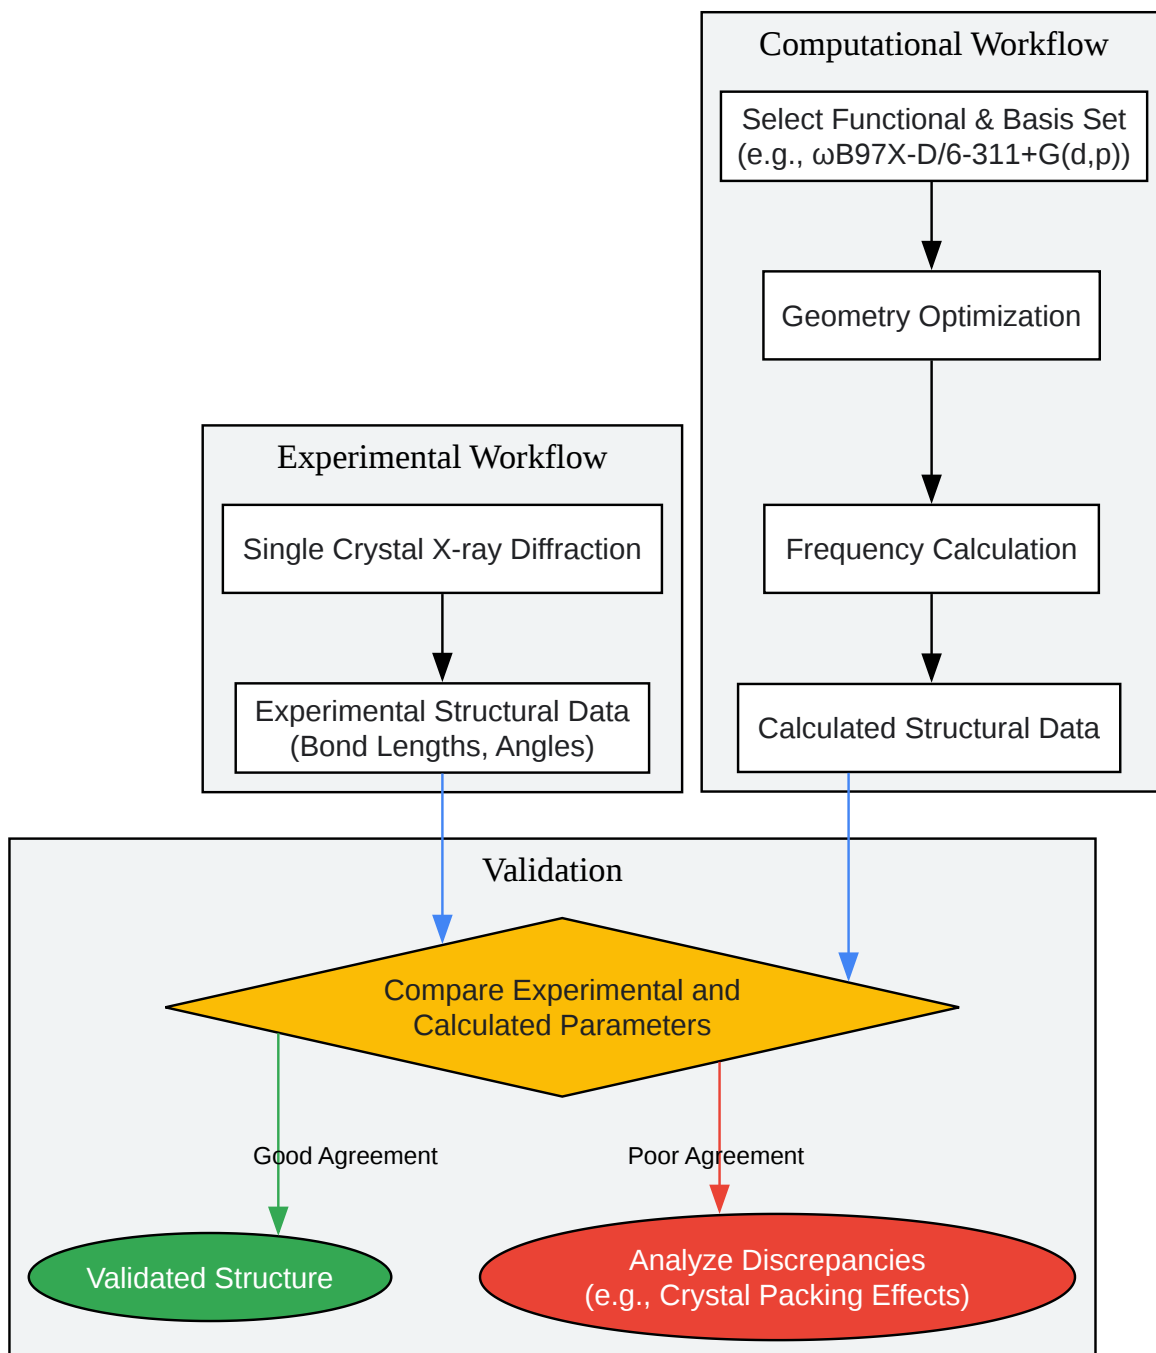 Computational Workflow
Select Functional & Basis Set
(e.g., ωB97X-D/6-311+G(d,p))
Geometry Optimization
Experimental Workflow
Single Crystal X-ray Diffraction
Frequency Calculation
Experimental Structural Data
(Bond Lengths, Angles)
Calculated Structural Data
Validation
Compare Experimental and
Calculated Parameters
Good Agreement
Poor Agreement
Validated Structure
Analyze Discrepancies
(e.g., Crystal Packing Effects)